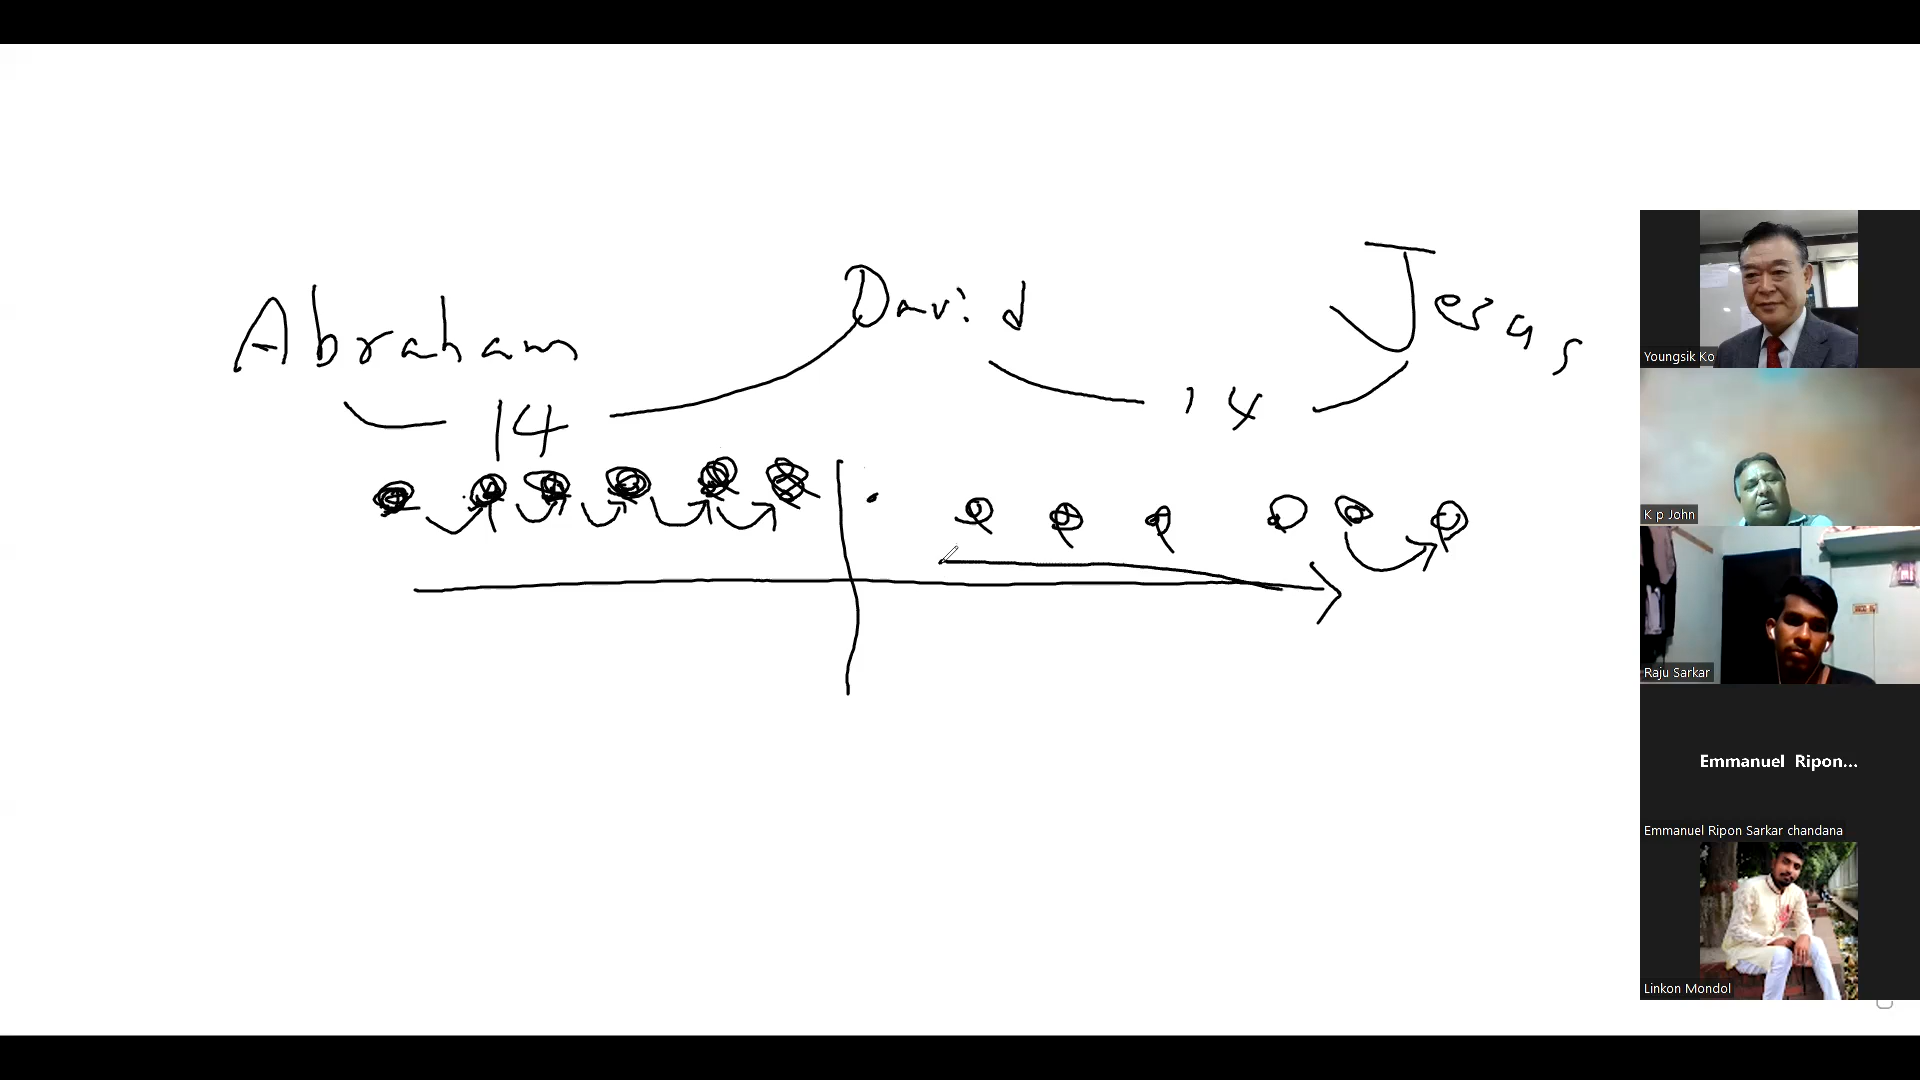 Abraham David Jesus
14 14
Youngsik Ko
K p John
Raju Sarkar
Emmanuel Ripon...
Emmanuel Ripon Sarkar chandana
Linkon Mondol